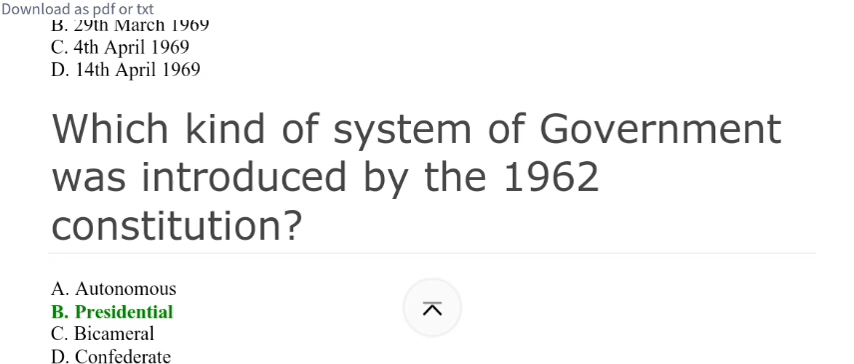 Download as pdf or txt
B. 29th March 1969
C. 4th April 1969
D. 14th April 1969
Which kind of system of Government
was introduced by the 1962
constitution?
A. Autonomous
B. Presidential
C. Bicameral
D. Confederate